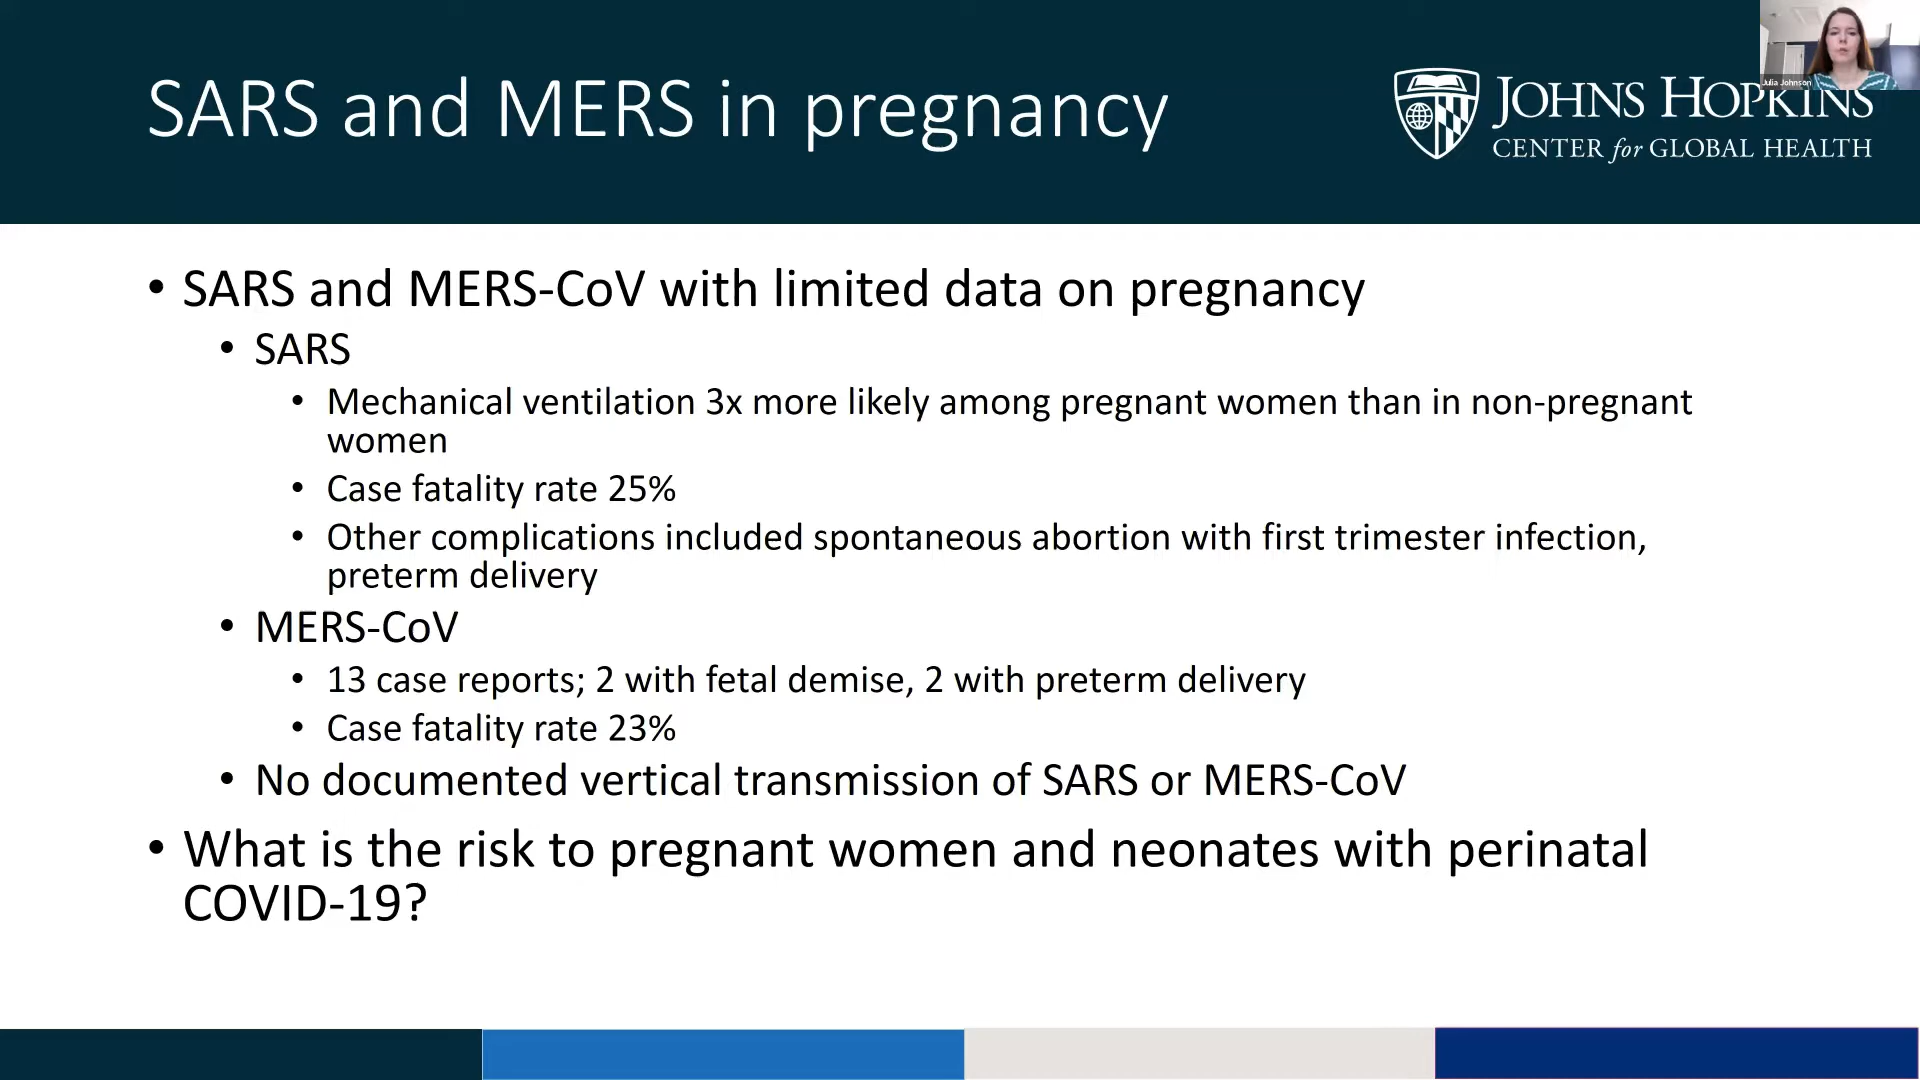 Julia Johnson
SARS and MERS in pregnancy
JOHNS HOPKINS
CENTER for GLOBAL HEALTH
• SARS and MERS-CoV with limited data on pregnancy
• SARS
• Mechanical ventilation 3x more likely among pregnant women than in non-pregnant
women
• Case fatality rate 25%
• Other complications included spontaneous abortion with first trimester infection,
preterm delivery
• MERS-CoV
• 13 case reports; 2 with fetal demise, 2 with preterm delivery
• Case fatality rate 23%
• No documented vertical transmission of SARS or MERS-CoV
• What is the risk to pregnant women and neonates with perinatal
COVID-19?